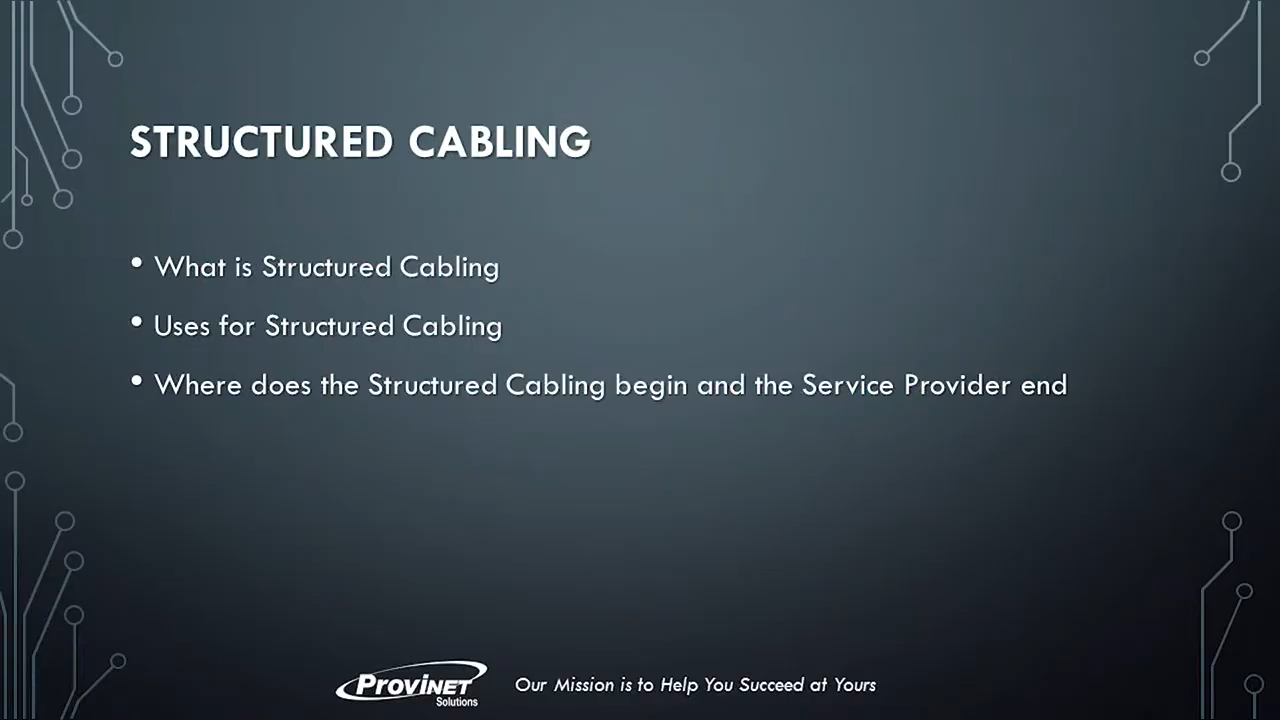 STRUCTURED CABLING
• What is Structured Cabling
• Uses for Structured Cabling
• Where does the Structured Cabling begin and the Service Provider end
ProviNET
Solutions
Our Mission is to Help You Succeed at Yours